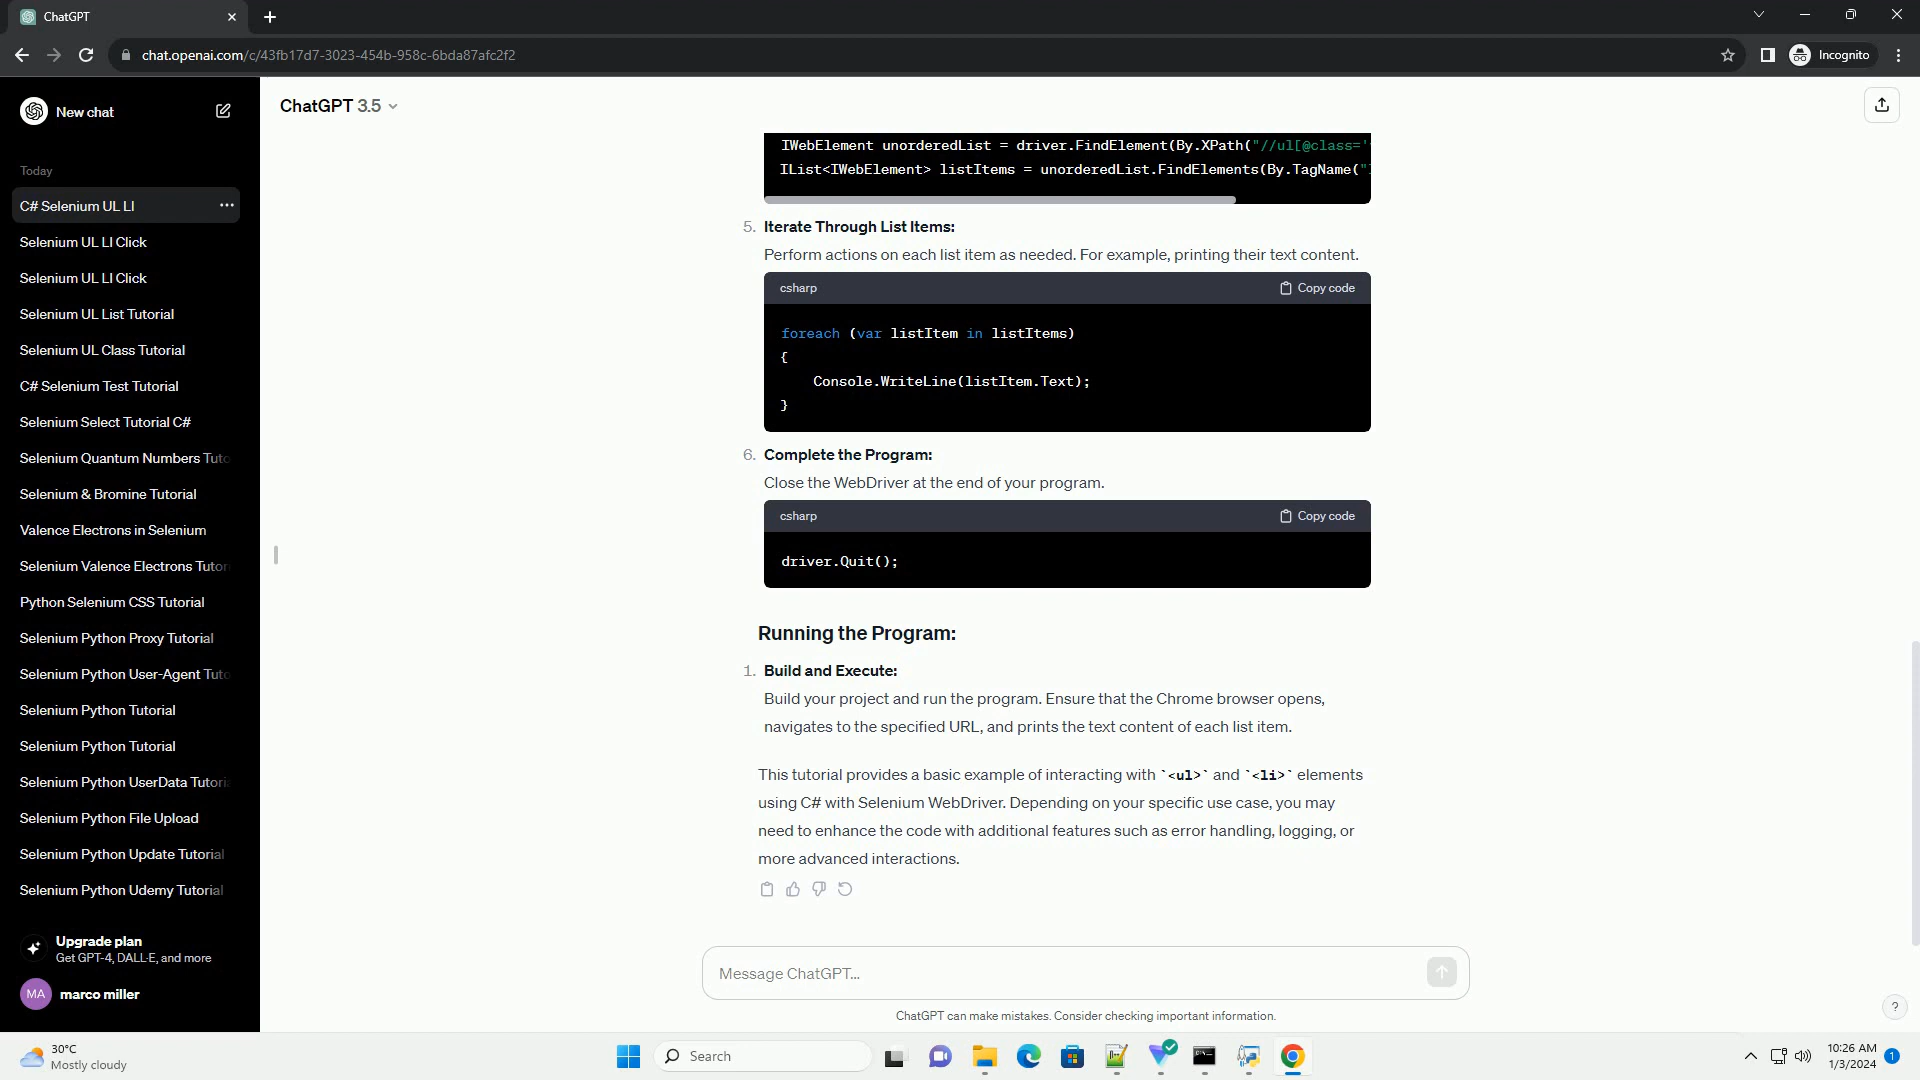 ChatGPT
chat.openai.com/c/43fb17d7-3023-454b-958c-6bda87afc2f2
Incognito
New chat
Today
C# Selenium UL LI
Selenium UL LI Click
Selenium UL LI Click
Selenium UL List Tutorial
Selenium UL Class Tutorial
C# Selenium Test Tutorial
Selenium Select Tutorial C#
Selenium Quantum Numbers Tuto
Selenium & Bromine Tutorial
Valence Electrons in Selenium
Selenium Valence Electrons Tutor
Python Selenium CSS Tutorial
Selenium Python Proxy Tutorial
Selenium Python User-Agent Tuto
Selenium Python Tutorial
Selenium Python Tutorial
Selenium Python UserData Tutoria
Selenium Python File Upload
Selenium Python Update Tutorial
Selenium Python Udemy Tutorial
Upgrade plan
Get GPT-4, DALL·E, and more
MA marco miller
ChatGPT 3.5
IWebElement unorderedList = driver.FindElement(By.XPath("//ul[@class='
IList<IWebElement> listItems = unorderedList.FindElements(By.TagName("
5. Iterate Through List Items:
Perform actions on each list item as needed. For example, printing their text content.
csharp Copy code
foreach (var listItem in listItems)
{
Console.WriteLine(listItem.Text);
}
6. Complete the Program:
Close the WebDriver at the end of your program.
csharp Copy code
driver.Quit();
Running the Program:
1. Build and Execute:
Build your project and run the program. Ensure that the Chrome browser opens,
navigates to the specified URL, and prints the text content of each list item.
This tutorial provides a basic example of interacting with `<ul>` and `<li>` elements
using C# with Selenium WebDriver. Depending on your specific use case, you may
need to enhance the code with additional features such as error handling, logging, or
more advanced interactions.
Message ChatGPT...
ChatGPT can make mistakes. Consider checking important information.
?
30°C
Mostly cloudy
Search
10:26 AM
1/3/2024
1